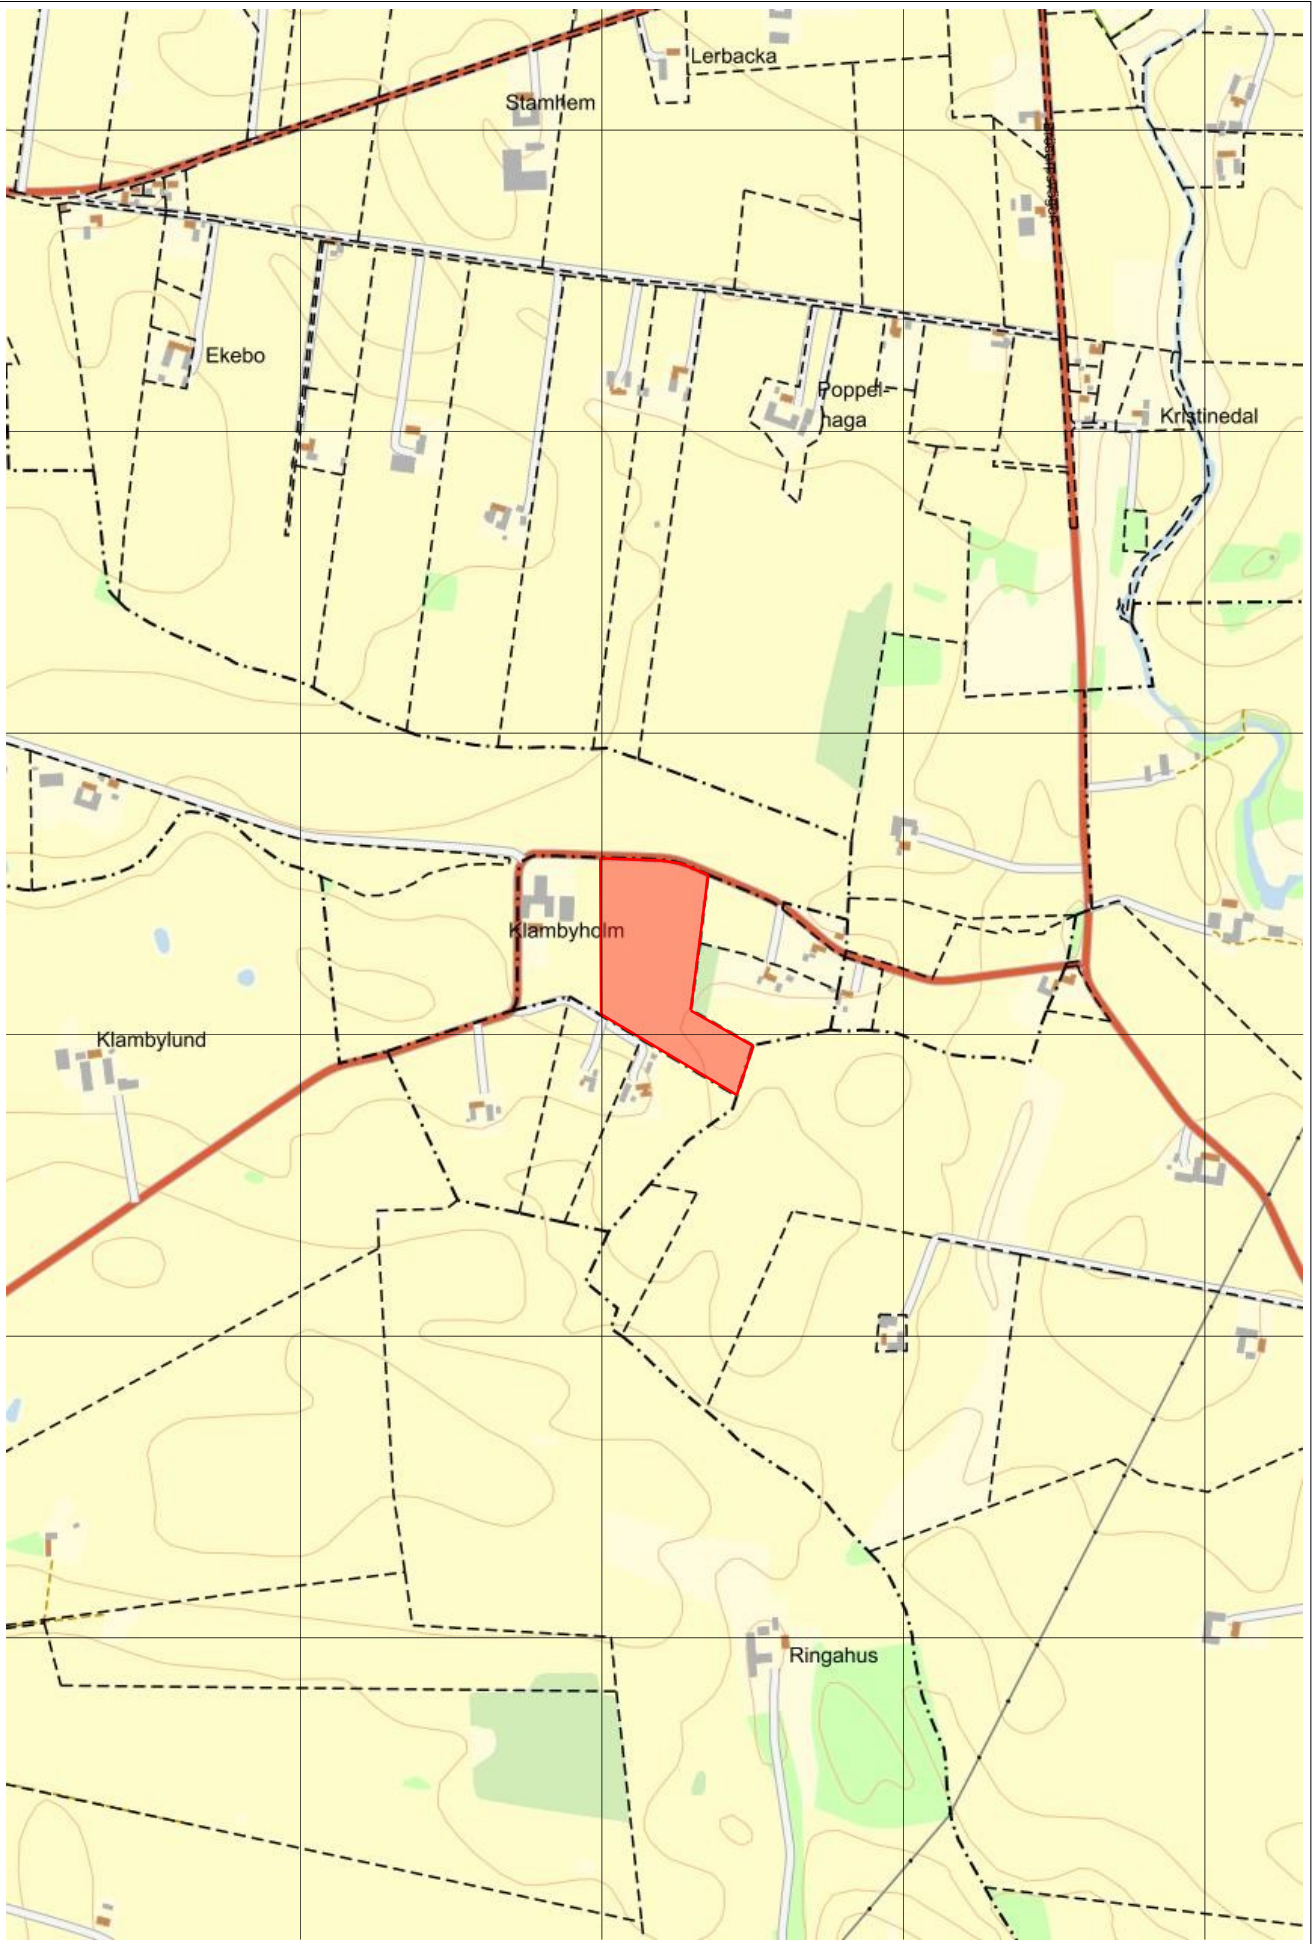 Lerbacka
Stamhem
Ekebo
Poppel-
haga
Kristinedal
Klambyholm
Klambylund
Ringahus